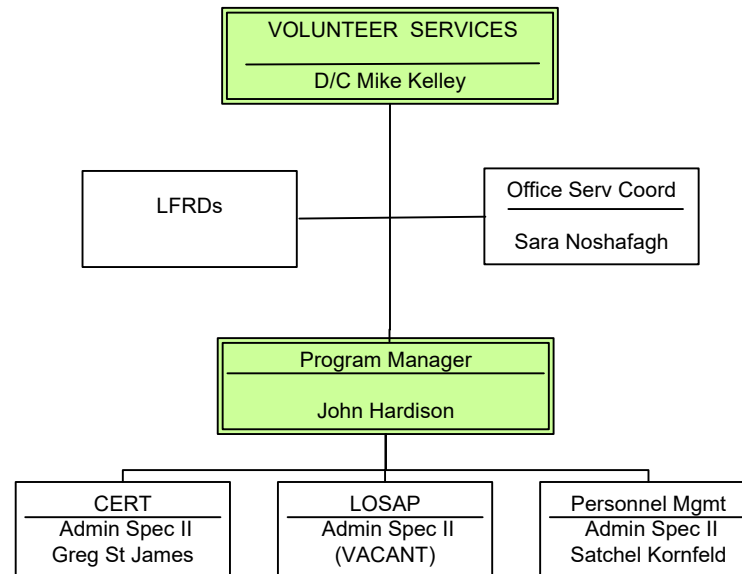 VOLUNTEER SERVICES
D/C Mike Kelley
LFRDs
Office Serv Coord
Sara Noshafagh
Program Manager
John Hardison
CERT
Admin Spec II
Greg St James
LOSAP
Admin Spec II
(VACANT)
Personnel Mgmt
Admin Spec II
Satchel Kornfeld